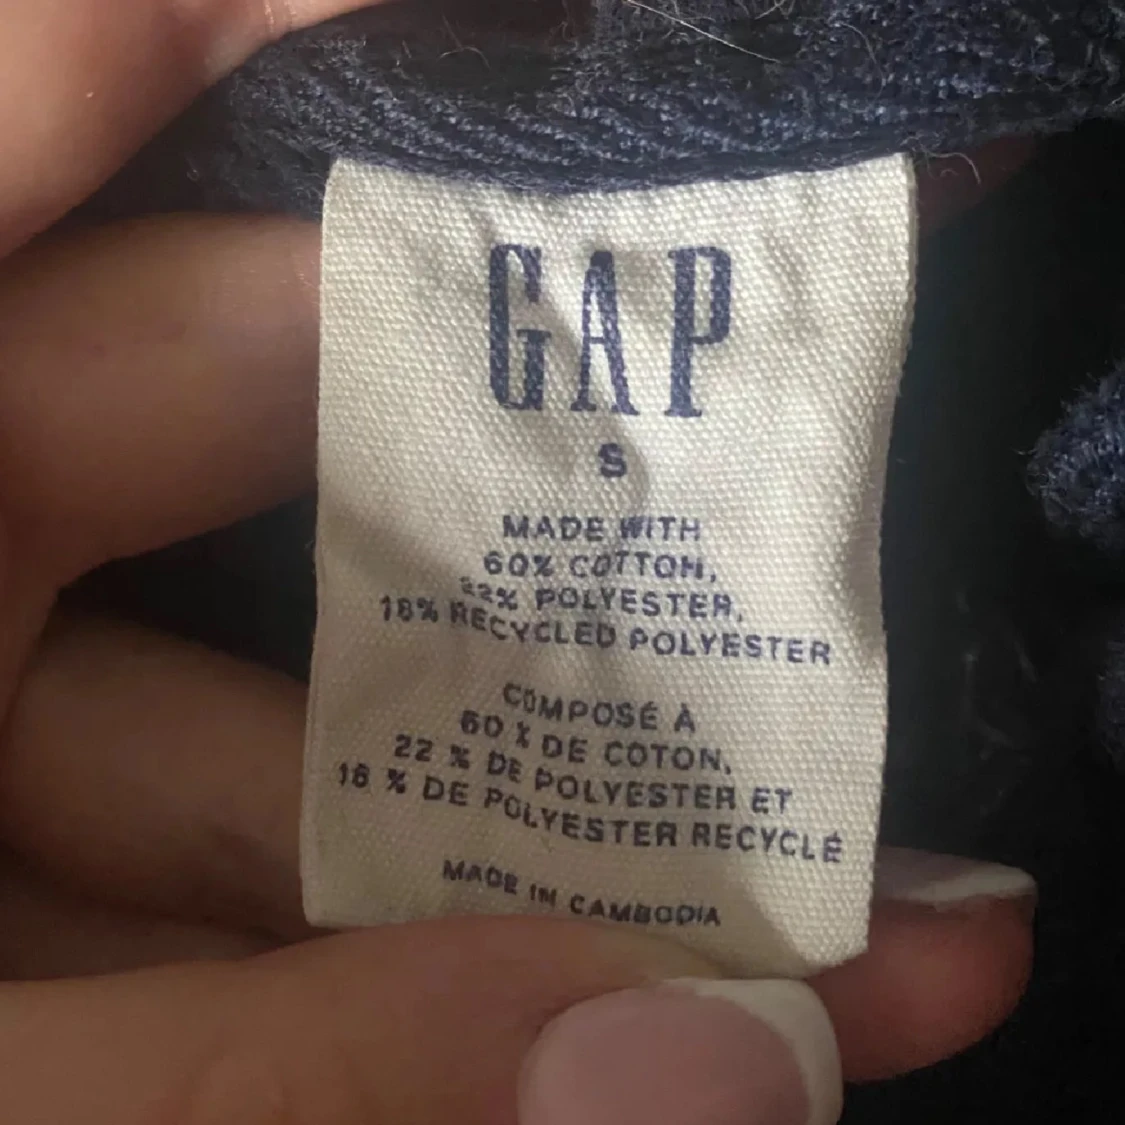 GAP
S
MADE WITH
60% COTTON,
22% POLYESTER,
18% RECYCLED POLYESTER
COMPOSÉ À
60 % DE COTON,
22 % DE POLYESTER ET
18 % DE POLYESTER RECYCLÉ
MADE IN CAMBODIA